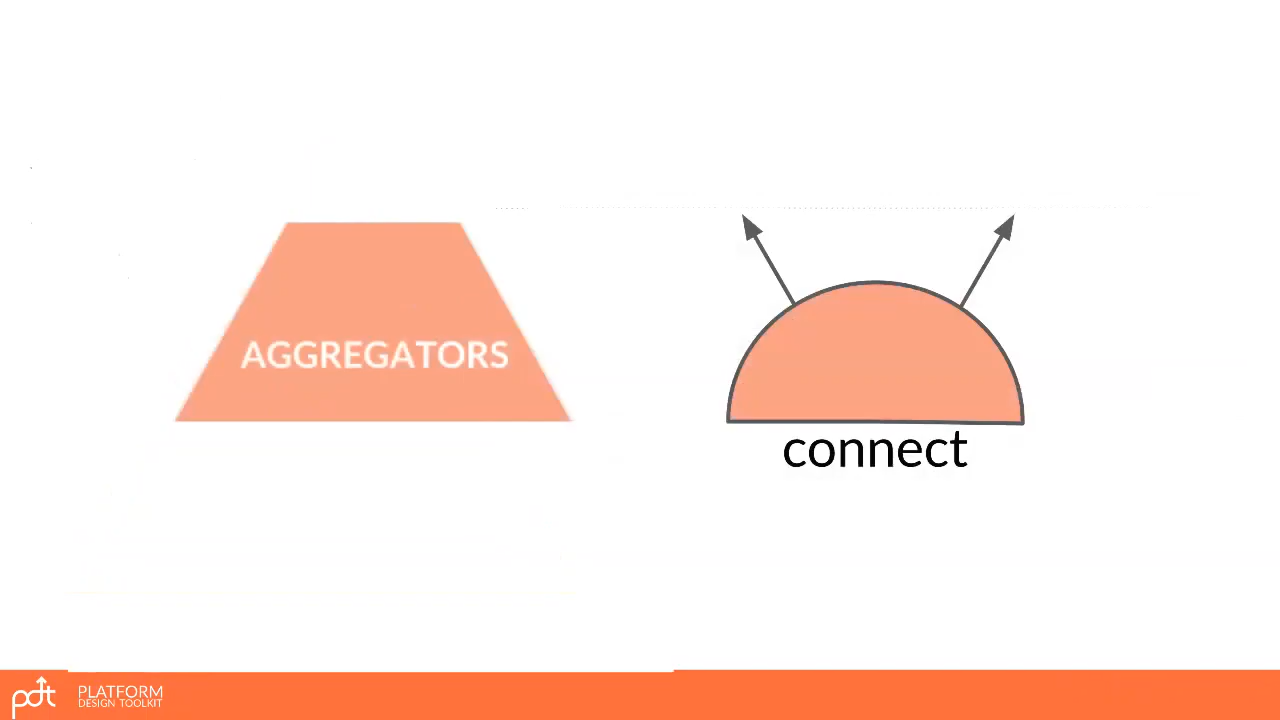 AGGREGATORS
connect
pdt
PLATFORM
DESIGN TOOLKIT